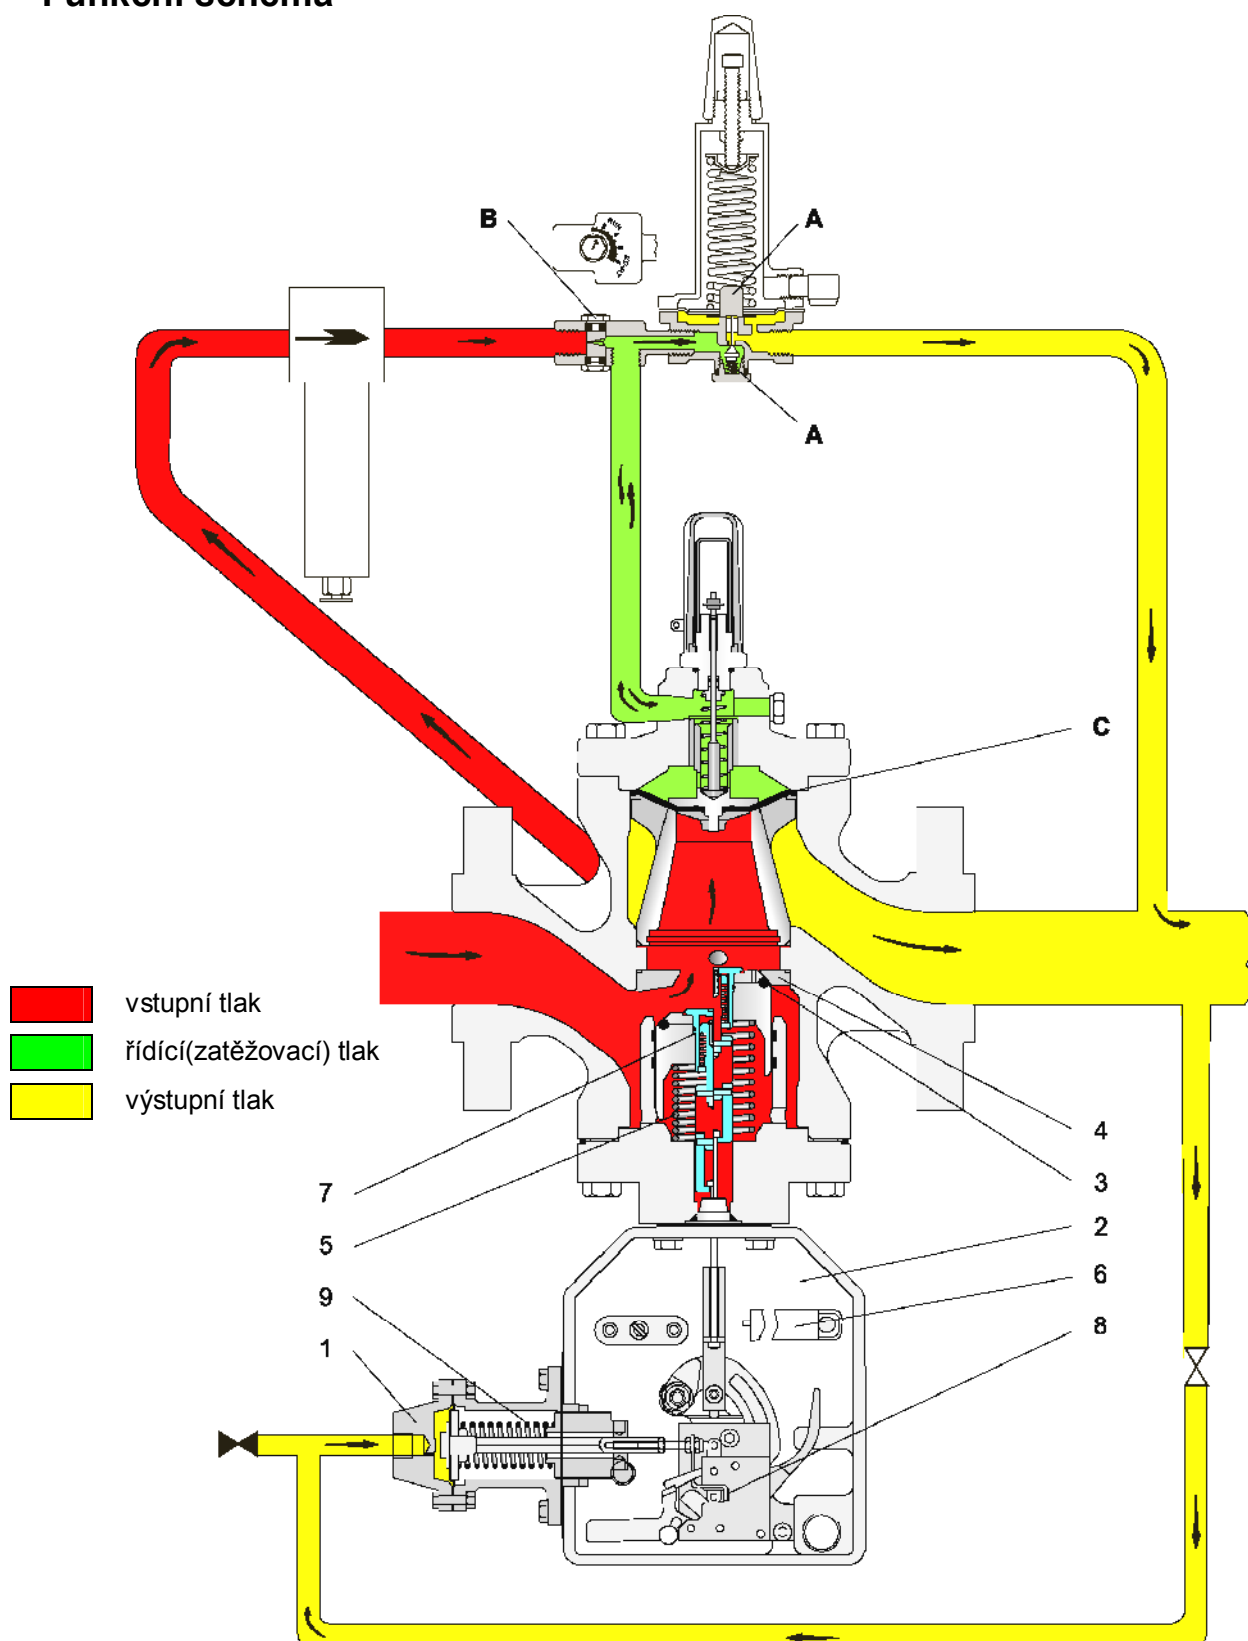 Funkční schéma
B
A
A
C
vstupní tlak
řídící(zatěžovací) tlak
výstupní tlak
4
7
3
5
2
9
6
1
8